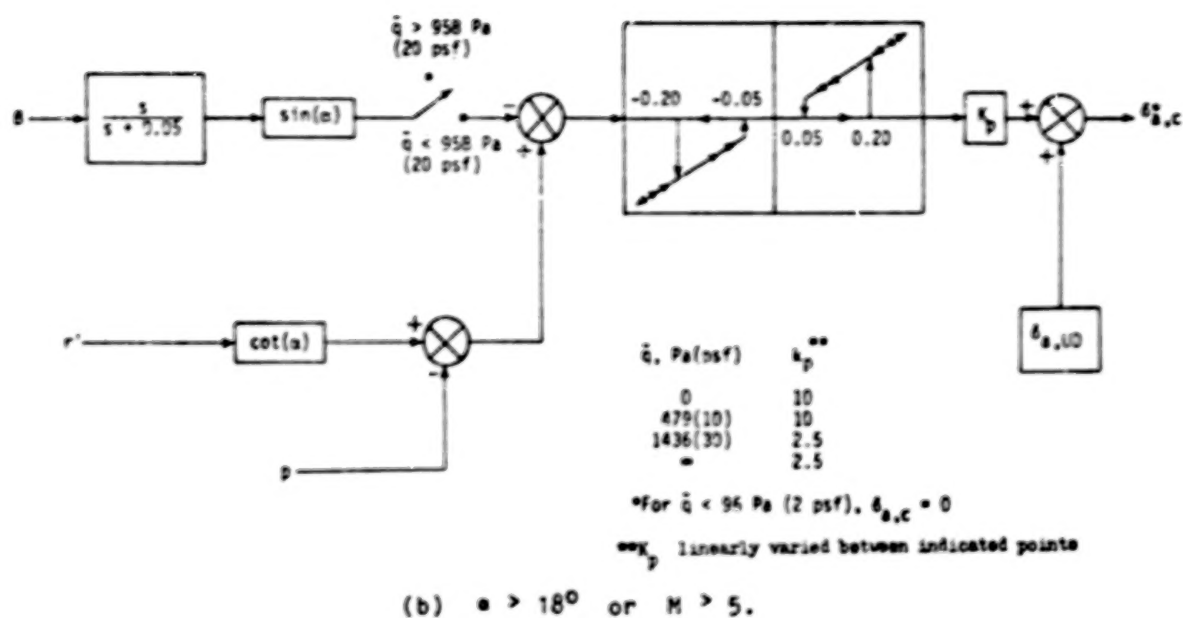 q̄ > 958 Pa
(20 psf)
β
s
s + 0.05
sin(α)
q̄ < 958 Pa
(20 psf)
-
+
-0.20
-0.05
0.05
0.20
K_p
+
+
δ*_a,c
r'
cot(α)
+
-
p
δ_a,UD
q̄, Pa(psf)
k_p**
0
10
479(10)
10
1436(30)
2.5
∞
2.5
*For q̄ < 96 Pa (2 psf), δ_a,c = 0
**K_p linearly varied between indicated points
(b) α > 18° or M > 5.